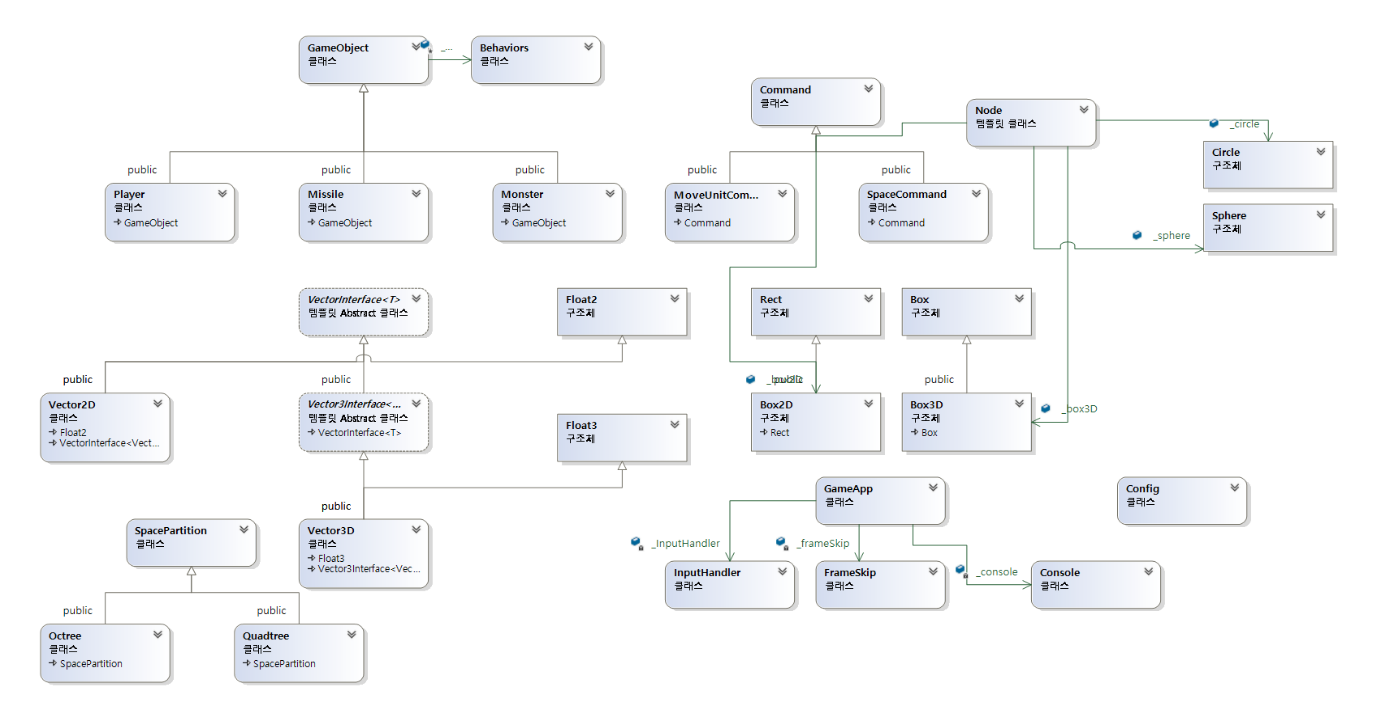 GameObject
클래스
_...
Behaviors
클래스
public
public
public
Player
클래스
GameObject
Missile
클래스
GameObject
Monster
클래스
GameObject
Command
클래스
public
public
MoveUnitCom...
클래스
Command
SpaceCommand
클래스
Command
Node
템플릿 클래스
_circle
Circle
구조체
_sphere
Sphere
구조체
VectorInterface<T>
템플릿 Abstract 클래스
Float2
구조체
public
public
Vector2D
클래스
Float2
VectorInterface<Vect...
Vector3Interface<...
템플릿 Abstract 클래스
VectorInterface<T>
Float3
구조체
public
Vector3D
클래스
Float3
Vector3Interface<Vec...
Rect
구조체
Box
구조체
public
public
Box2D
구조체
Rect
Box3D
구조체
Box
_box3D
SpacePartition
클래스
public
public
Octree
클래스
SpacePartition
Quadtree
클래스
SpacePartition
GameApp
클래스
Config
클래스
_InputHandler
_frameSkip
_console
InputHandler
클래스
FrameSkip
클래스
Console
클래스